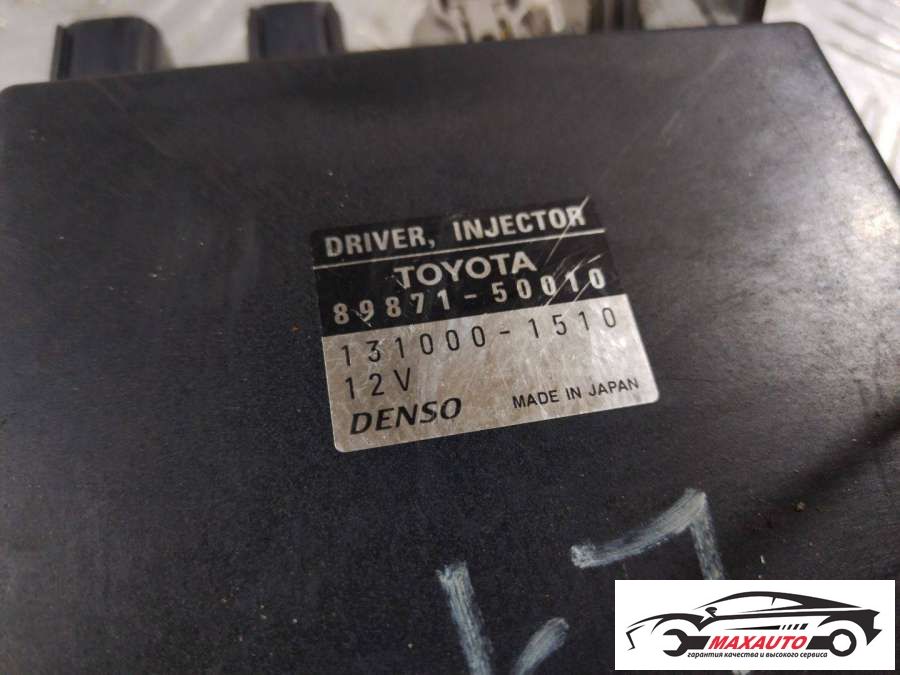 DRIVER, INJECTOR
TOYOTA
89871-50010
131000-1510
12V
DENSO MADE IN JAPAN
MAXAUTO
гарантия качества и высокого сервиса